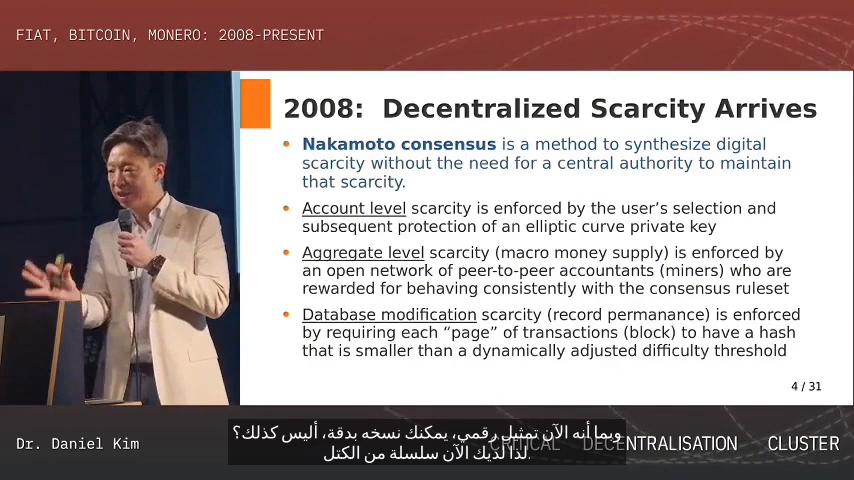 FIAT, BITCOIN, MONERO: 2008-PRESENT
2008: Decentralized Scarcity Arrives
• Nakamoto consensus is a method to synthesize digital
scarcity without the need for a central authority to maintain
that scarcity.
• Account level scarcity is enforced by the user’s selection and
subsequent protection of an elliptic curve private key
• Aggregate level scarcity (macro money supply) is enforced by
an open network of peer-to-peer accountants (miners) who are
rewarded for behaving consistently with the consensus ruleset
• Database modification scarcity (record permanance) is enforced
by requiring each “page” of transactions (block) to have a hash
that is smaller than a dynamically adjusted difficulty threshold
4 / 31
Dr. Daniel Kim
CRITICAL DECENTRALISATION CLUSTER
وبما أنه الآن تمثيل رقمي، يمكنك نسخه بدقة، أليس كذلك؟
لذا لديك الآن سلسلة من الكتل.